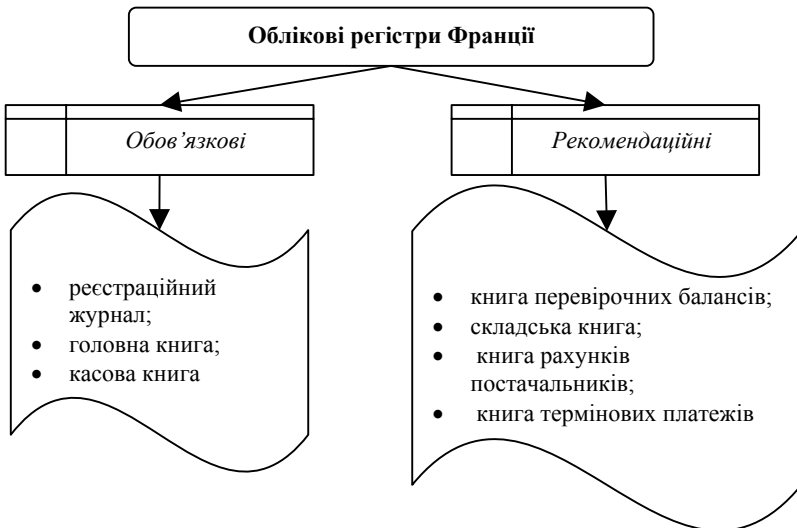 Облікові регістри Франції
Обов’язкові
Рекомендаційні
• реєстраційний
журнал;
• головна книга;
• касова книга
• книга перевірочних балансів;
• складська книга;
• книга рахунків
постачальників;
• книга термінових платежів